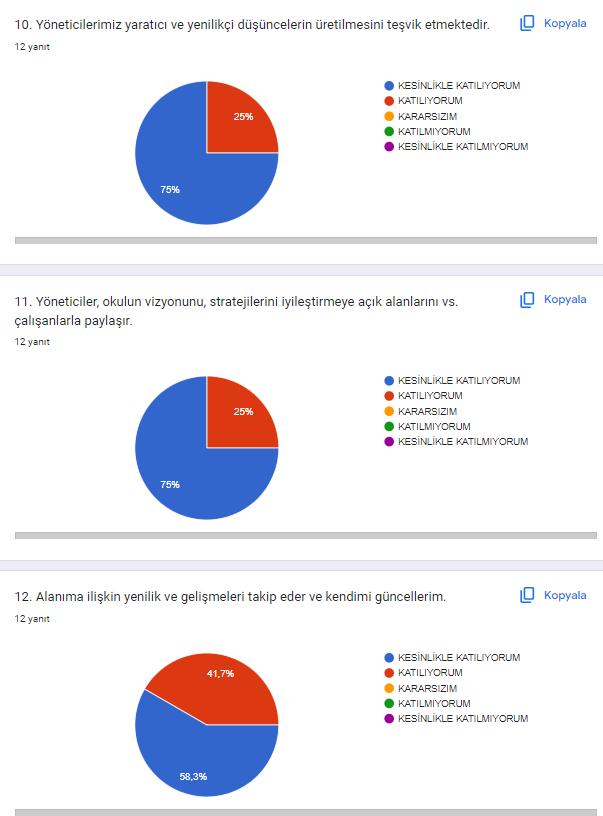 10. Yöneticilerimiz yaratıcı ve yenilikçi düşüncelerin üretilmesini teşvik etmektedir.
Kopyala
12 yanıt
KESİNLİKLE KATILIYORUM
KATILIYORUM
KARARSIZIM
KATILMIYORUM
KESİNLİKLE KATILMIYORUM
25%
75%
11. Yöneticiler, okulun vizyonunu, stratejilerini iyileştirmeye açık alanlarını vs.
çalışanlarla paylaşır.
Kopyala
12 yanıt
KESİNLİKLE KATILIYORUM
KATILIYORUM
KARARSIZIM
KATILMIYORUM
KESİNLİKLE KATILMIYORUM
25%
75%
12. Alanıma ilişkin yenilik ve gelişmeleri takip eder ve kendimi güncellerim.
Kopyala
12 yanıt
KESİNLİKLE KATILIYORUM
KATILIYORUM
KARARSIZIM
KATILMIYORUM
KESİNLİKLE KATILMIYORUM
41,7%
58,3%